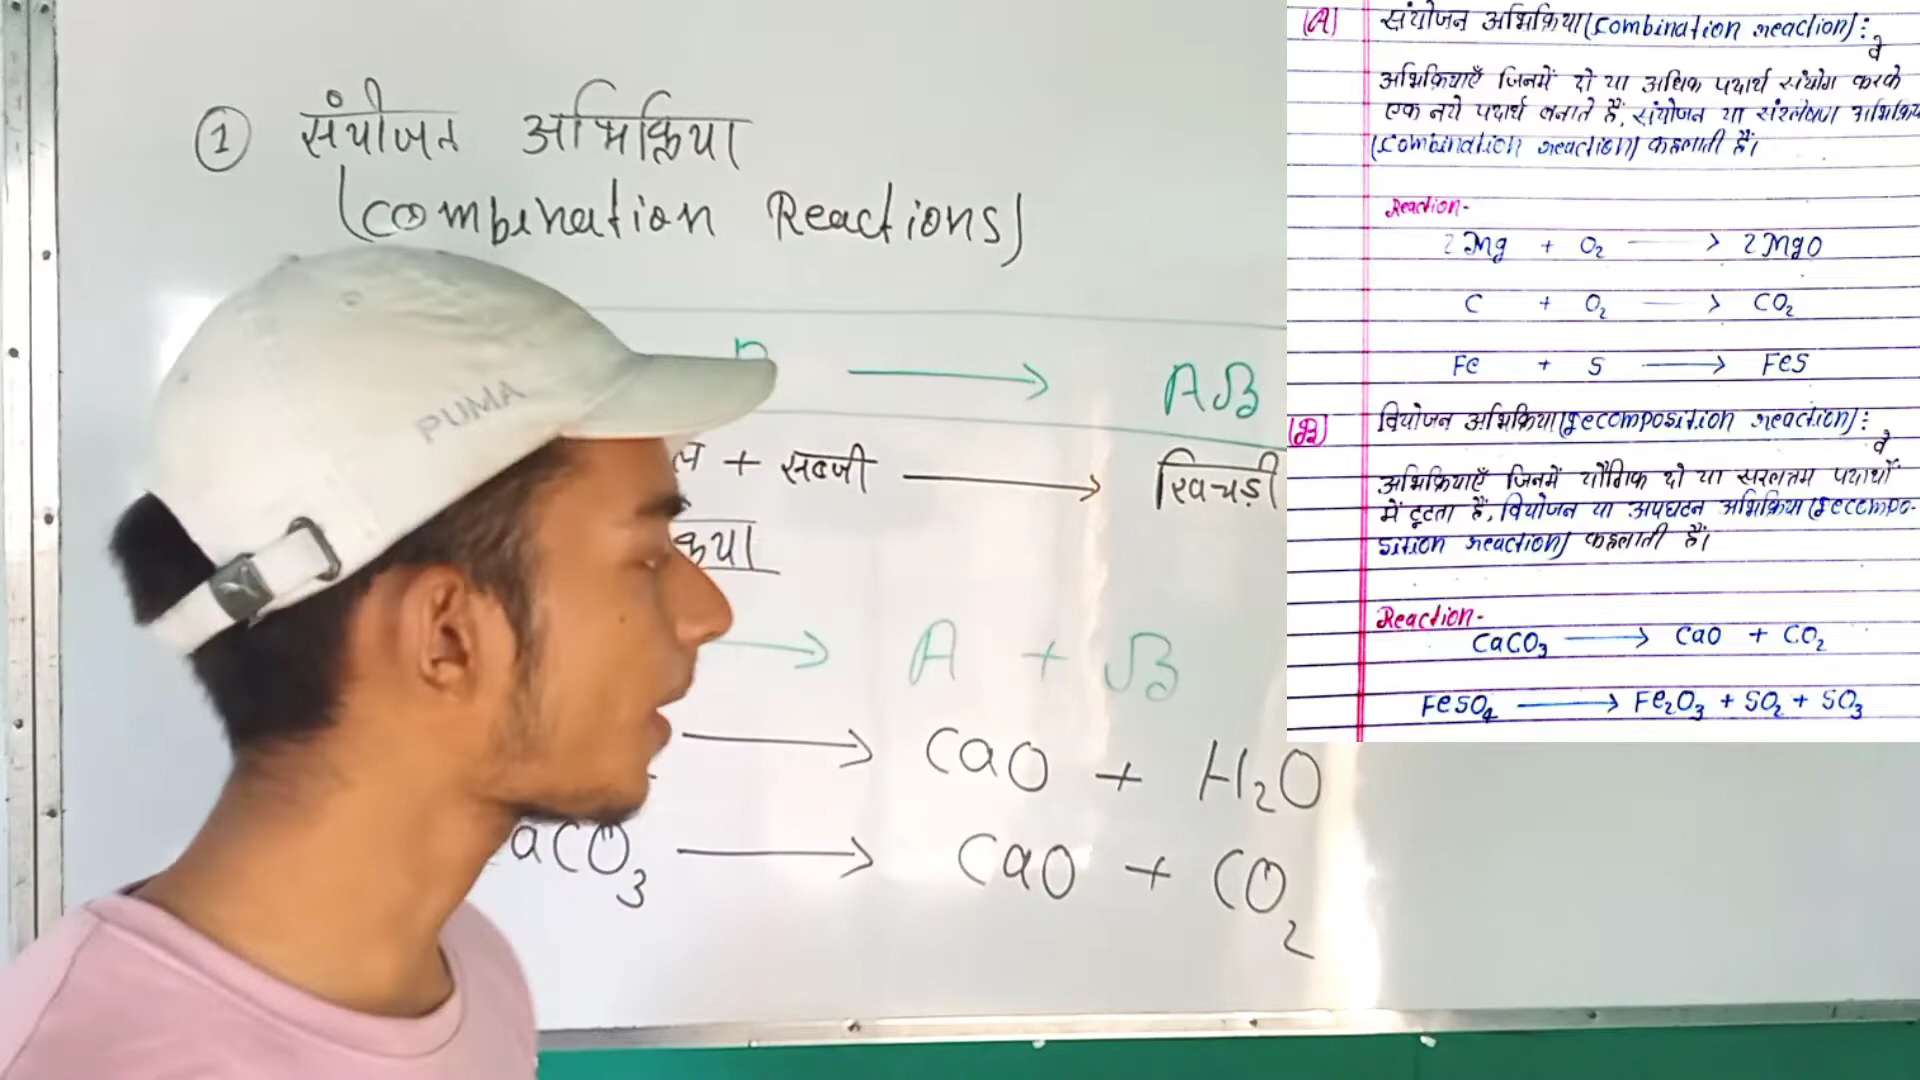 ① संयोजन अभिक्रिया
(Combination Reactions)
PUMA
→ AB
+ सब्जी → खिचड़ी
→ A + B
→ CaO + H₂O
aCO₃ → CaO + CO₂
(A) संयोजन अभिक्रिया (Combination reaction) : वे
अभिक्रियाएँ जिनमें दो या अधिक पदार्थ संयोग करके
एक नये पदार्थ बनाते हैं, संयोजन या संश्लेषण अभिक्रिय
(Combination reaction) कहलाती हैं।
Reaction-
2Mg + O₂ → 2MgO
C + O₂ → CO₂
Fe + S → FeS
(B) वियोजन अभिक्रिया (Decomposition reaction) : वे
अभिक्रियाएँ जिनमें यौगिक दो या सरलतम पदार्थों
में टूटता हैं, वियोजन या अपघटन अभिक्रिया (Decompo-
sition reaction) कहलाती हैं।
Reaction-
CaCO₃ → CaO + CO₂
FeSO₄ → Fe₂O₃ + SO₂ + SO₃